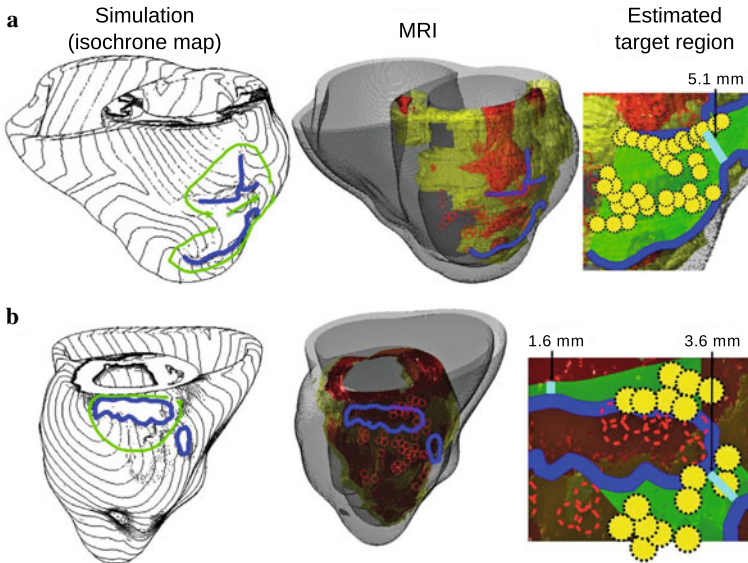 a
Simulation
(isochrone map)
MRI
Estimated
target region
5.1 mm
b
1.6 mm
3.6 mm